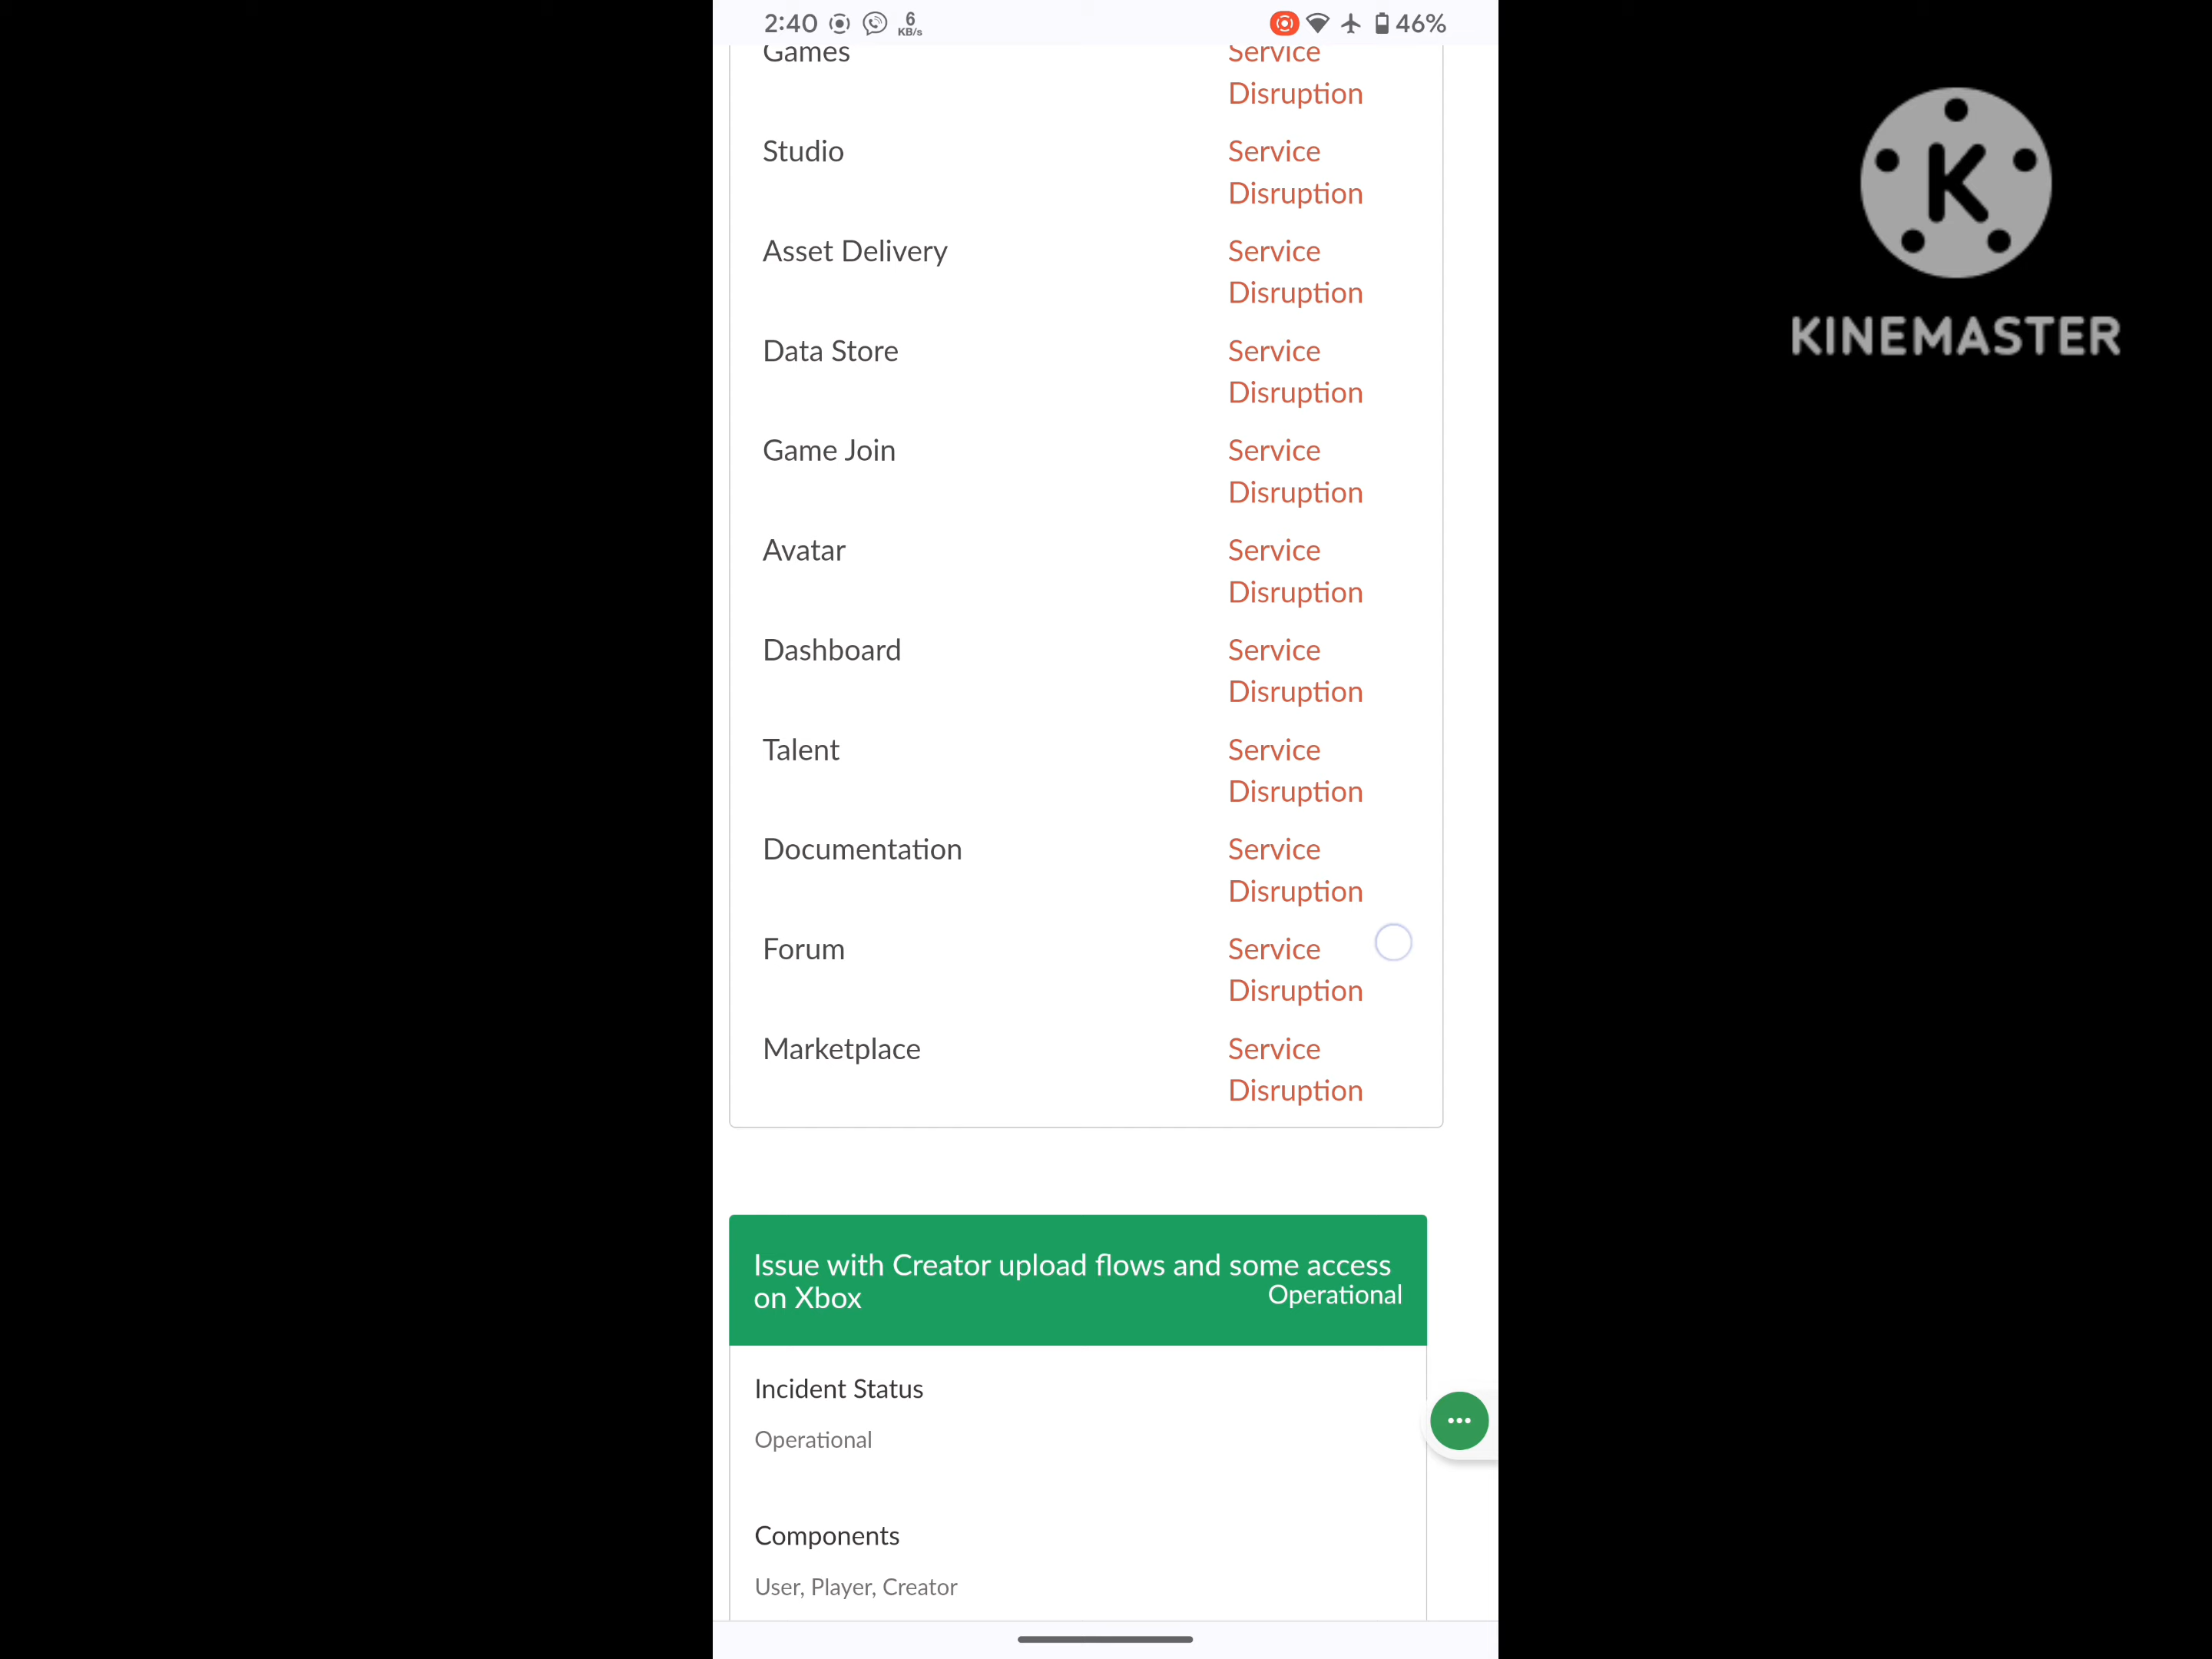 2:40 6 KB/s 46%
Games Service
Disruption
Studio Service
Disruption
Asset Delivery Service
Disruption
Data Store Service
Disruption
Game Join Service
Disruption
Avatar Service
Disruption
Dashboard Service
Disruption
Talent Service
Disruption
Documentation Service
Disruption
Forum Service
Disruption
Marketplace Service
Disruption
Issue with Creator upload flows and some access
on Xbox Operational
Incident Status
Operational
Components
User, Player, Creator
K
KINEMASTER